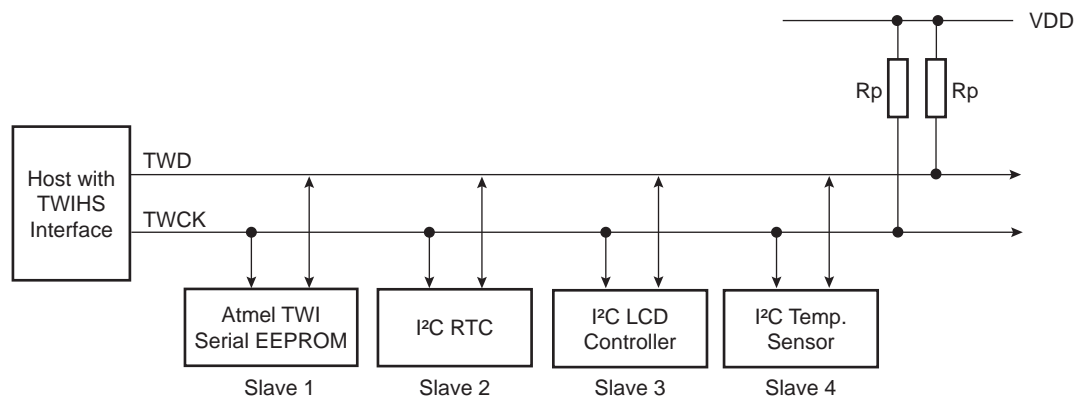 VDD
Rp
Rp
Host with
TWIHS
Interface
TWD
TWCK
Atmel TWI
Serial EEPROM
Slave 1
I²C RTC
Slave 2
I²C LCD
Controller
Slave 3
I²C Temp.
Sensor
Slave 4